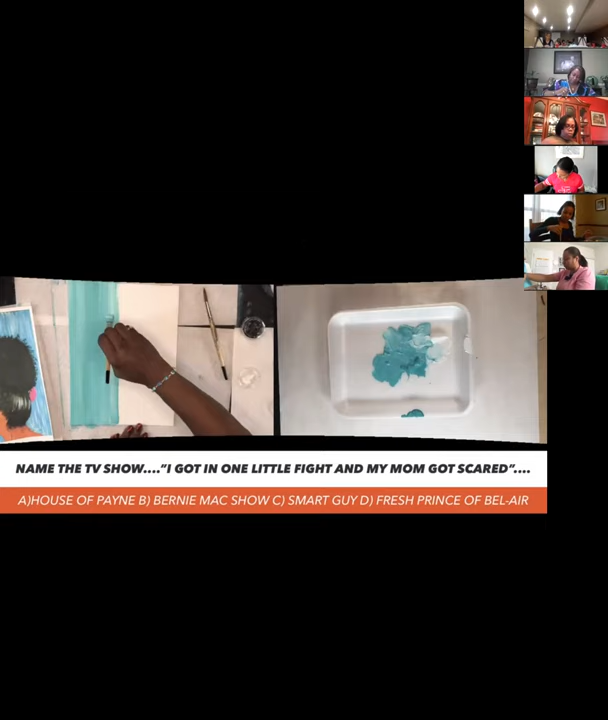 NAME THE TV SHOW...."I GOT IN ONE LITTLE FIGHT AND MY MOM GOT SCARED"....
A)HOUSE OF PAYNE B) BERNIE MAC SHOW C) SMART GUY D) FRESH PRINCE OF BEL-AIR